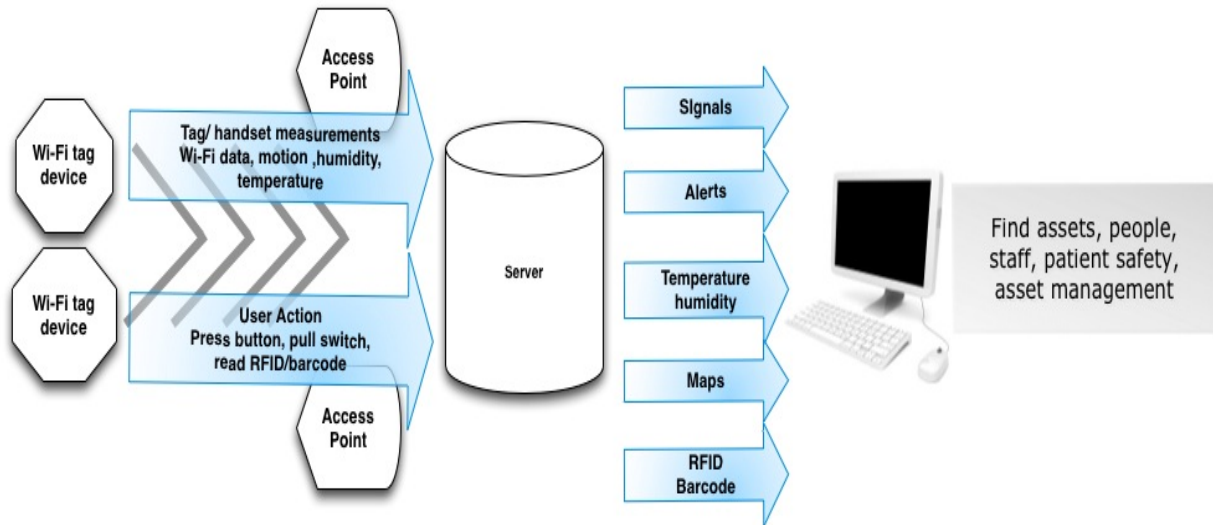 Access
Point
Wi-Fi tag
device
Tag/ handset measurements
Wi-Fi data, motion ,humidity,
temperature
Wi-Fi tag
device
User Action
Press button, pull switch,
read RFID/barcode
Access
Point
Server
SIgnals
Alerts
Temperature
humidity
Maps
RFID
Barcode
Find assets, people,
staff, patient safety,
asset management